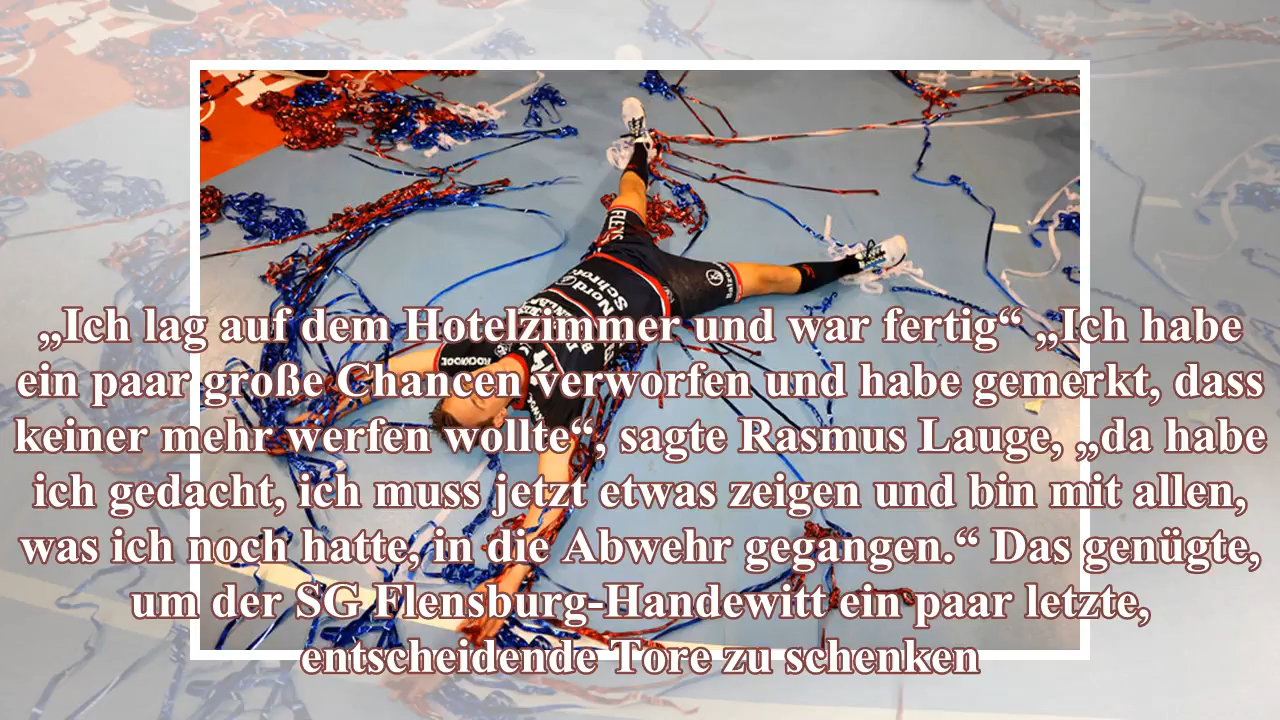 „Ich lag auf dem Hotelzimmer und war fertig“ „Ich habe
ein paar große Chancen verworfen und habe gemerkt, dass
keiner mehr werfen wollte“, sagte Rasmus Lauge, „da habe
ich gedacht, ich muss jetzt etwas zeigen und bin mit allen,
was ich noch hatte, in die Abwehr gegangen.“ Das genügte,
um der SG Flensburg-Handewitt ein paar letzte,
entscheidende Tore zu schenken